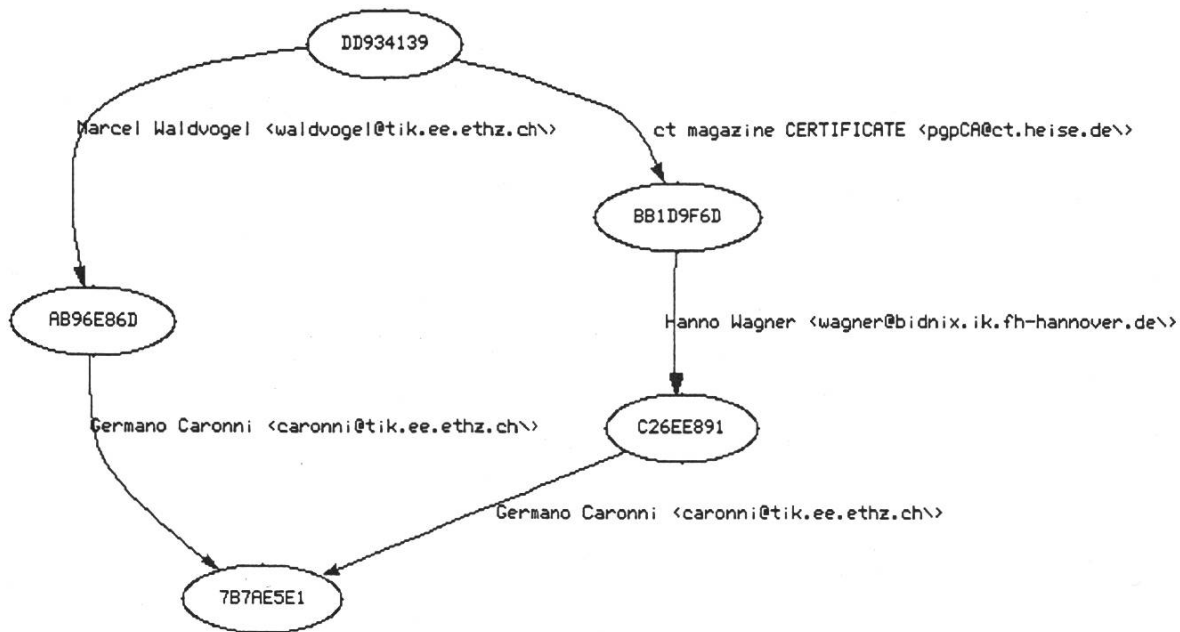 DD934139
Marcel Waldvogel <waldvogel@tik.ee.ethz.ch\>
ct magazine CERTIFICATE <pgpCA@ct.heise.de\>
BB1D9F6D
AB96E86D
Hanno Wagner <wagner@bidnix.ik.fh-hannover.de\>
Germano Caronni <caronni@tik.ee.ethz.ch\>
C26EE891
Germano Caronni <caronni@tik.ee.ethz.ch\>
7B7AE5E1